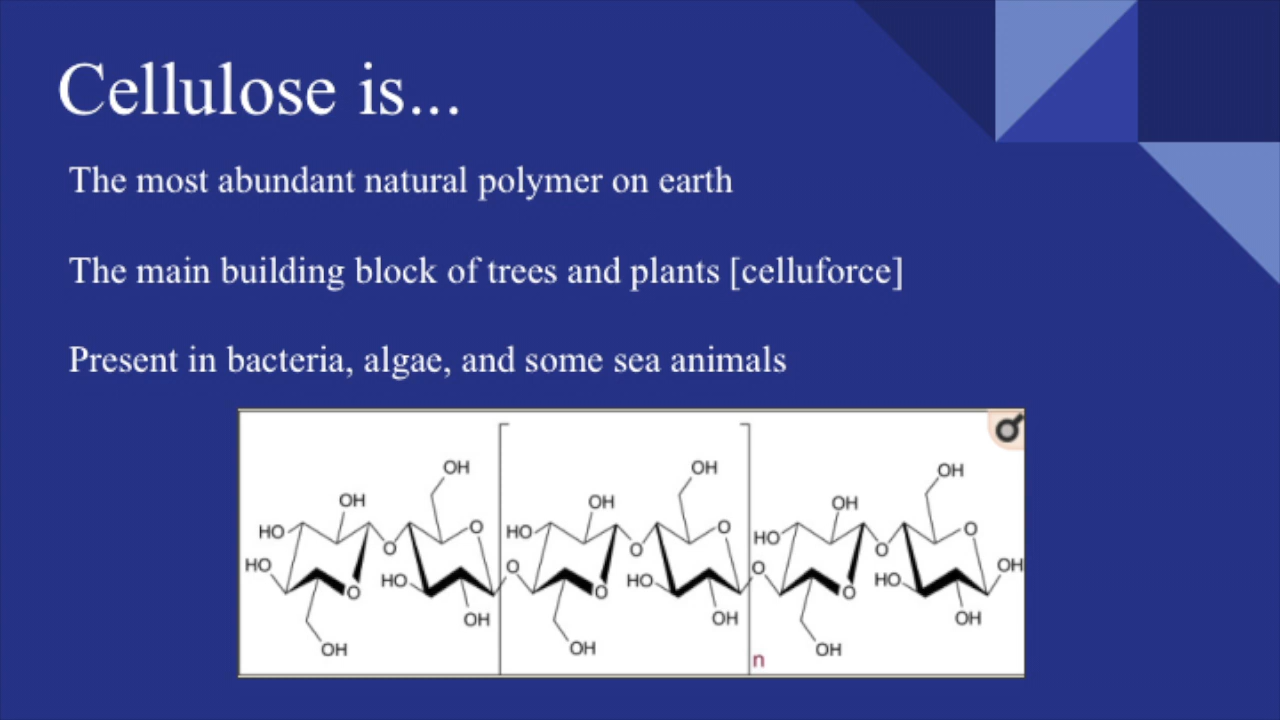 Cellulose is...
The most abundant natural polymer on earth
The main building block of trees and plants [celluforce]
Present in bacteria, algae, and some sea animals
OH OH OH
OH OH OH
HO O HO O HO O
O O O
HO O O OH
HO HO HO
O O O
OH OH OH
OH OH OH
n